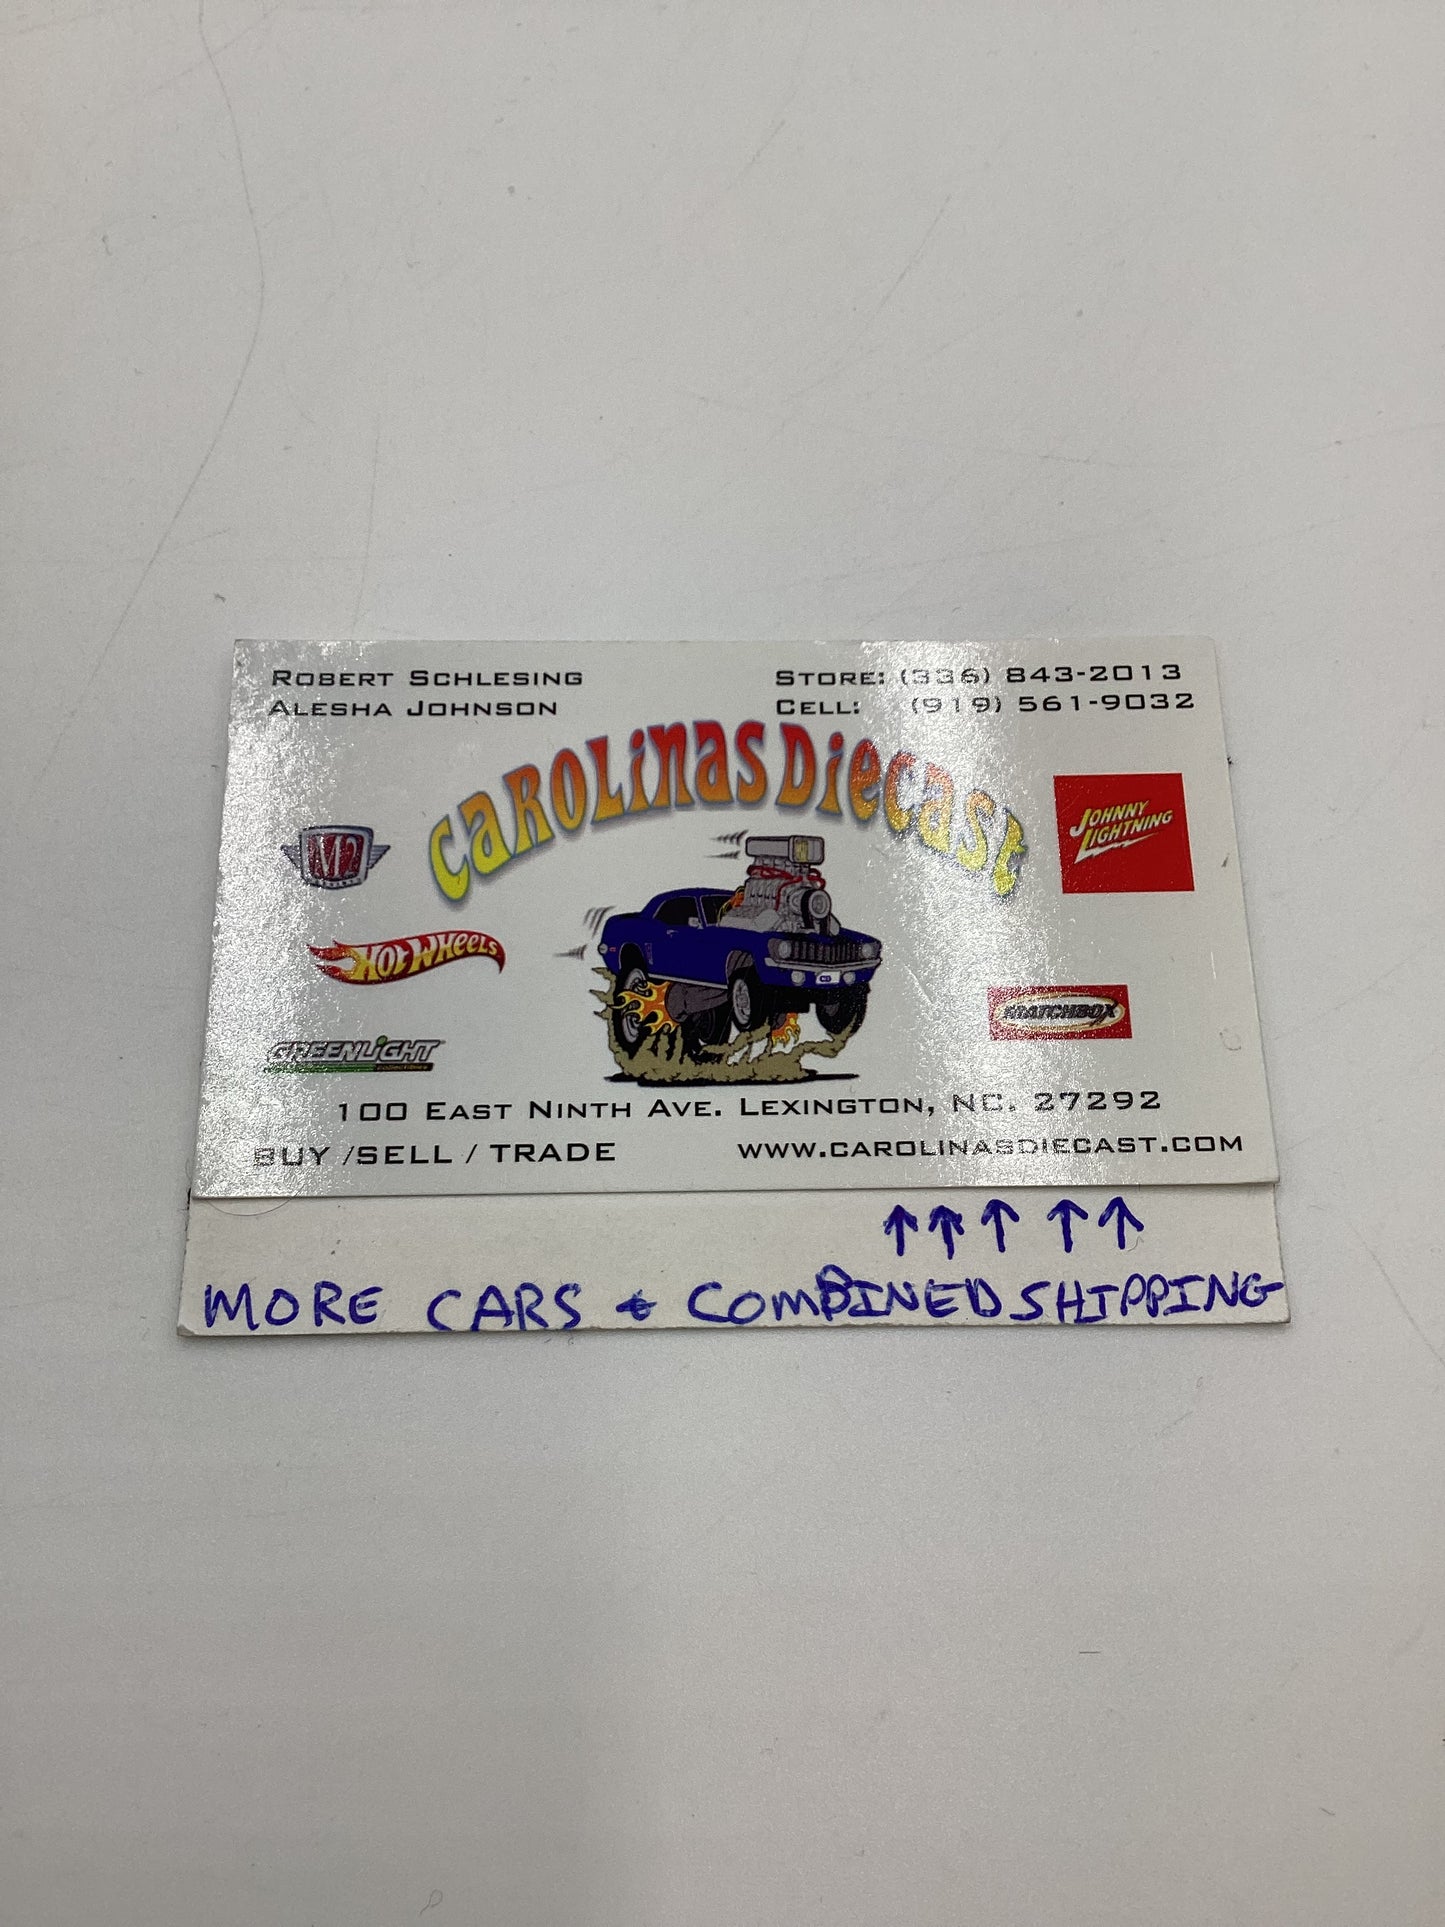 ROBERT SCHLESING
ALESHA JOHNSON
STORE: (336) 843-2013
CELL: (919) 561-9032
CAROLINAS DIECAST
M2
JOHNNY
LIGHTNING
HOT WHEELS
MATCHBOX
GREENLIGHT
100 EAST NINTH AVE. LEXINGTON, NC. 27292
BUY /SELL / TRADE
WWW.CAROLINASDIECAST.COM
↑ ↑ ↑ ↑ ↑
MORE CARS & COMBINED SHIPPING